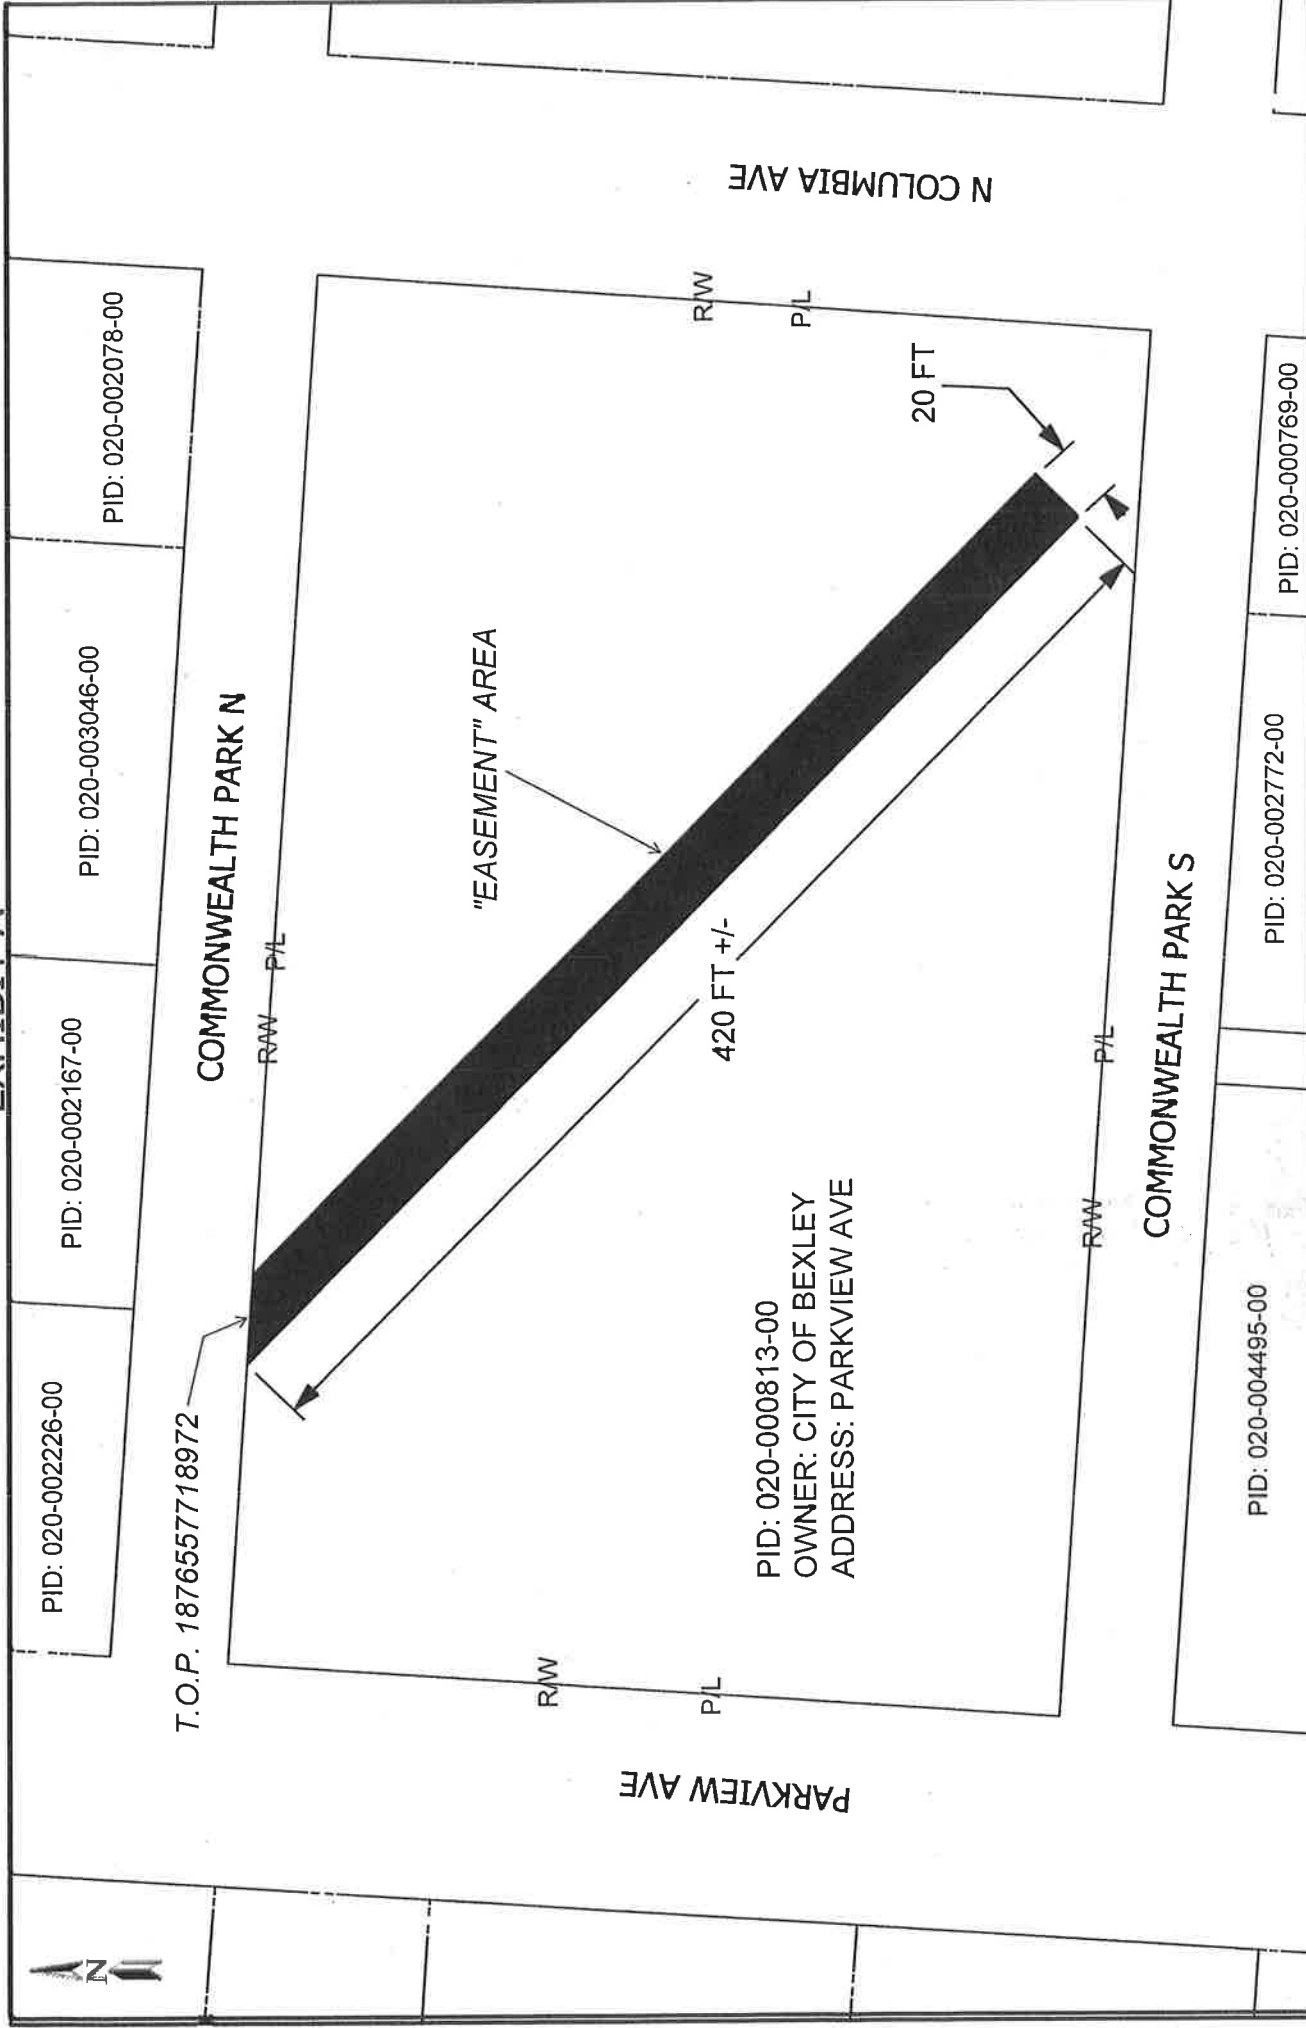 PID: 020-002226-00
PID: 020-002167-00
PID: 020-003046-00
PID: 020-002078-00
N
T.O.P. 18765577718972
COMMONWEALTH PARK N
R/W
P/L
"EASEMENT" AREA
R/W
P/L
PARKVIEW AVE
420 FT +/-
R/W
P/L
N COLUMBIA AVE
20 FT
PID: 020-000813-00
OWNER: CITY OF BEXLEY
ADDRESS: PARKVIEW AVE
R/W
P/L
COMMONWEALTH PARK S
PID: 020-004495-00
PID: 020-002772-00
PID: 020-000769-00